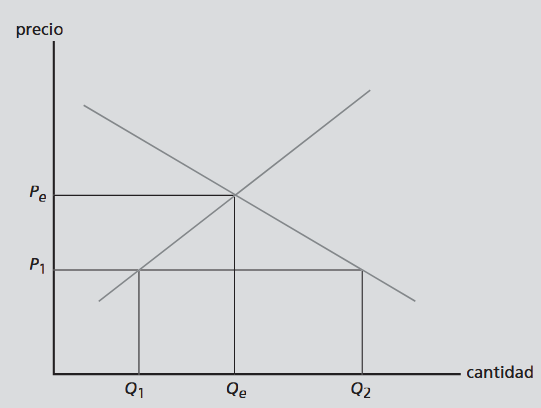 precio
Pe
P1
cantidad
Q1 Qe Q2